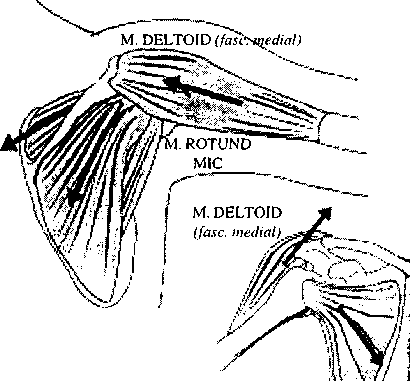 M. DELTOID (fasc. medial)
M. ROTUND
MIC
M. DELTOID
(fasc. medial)